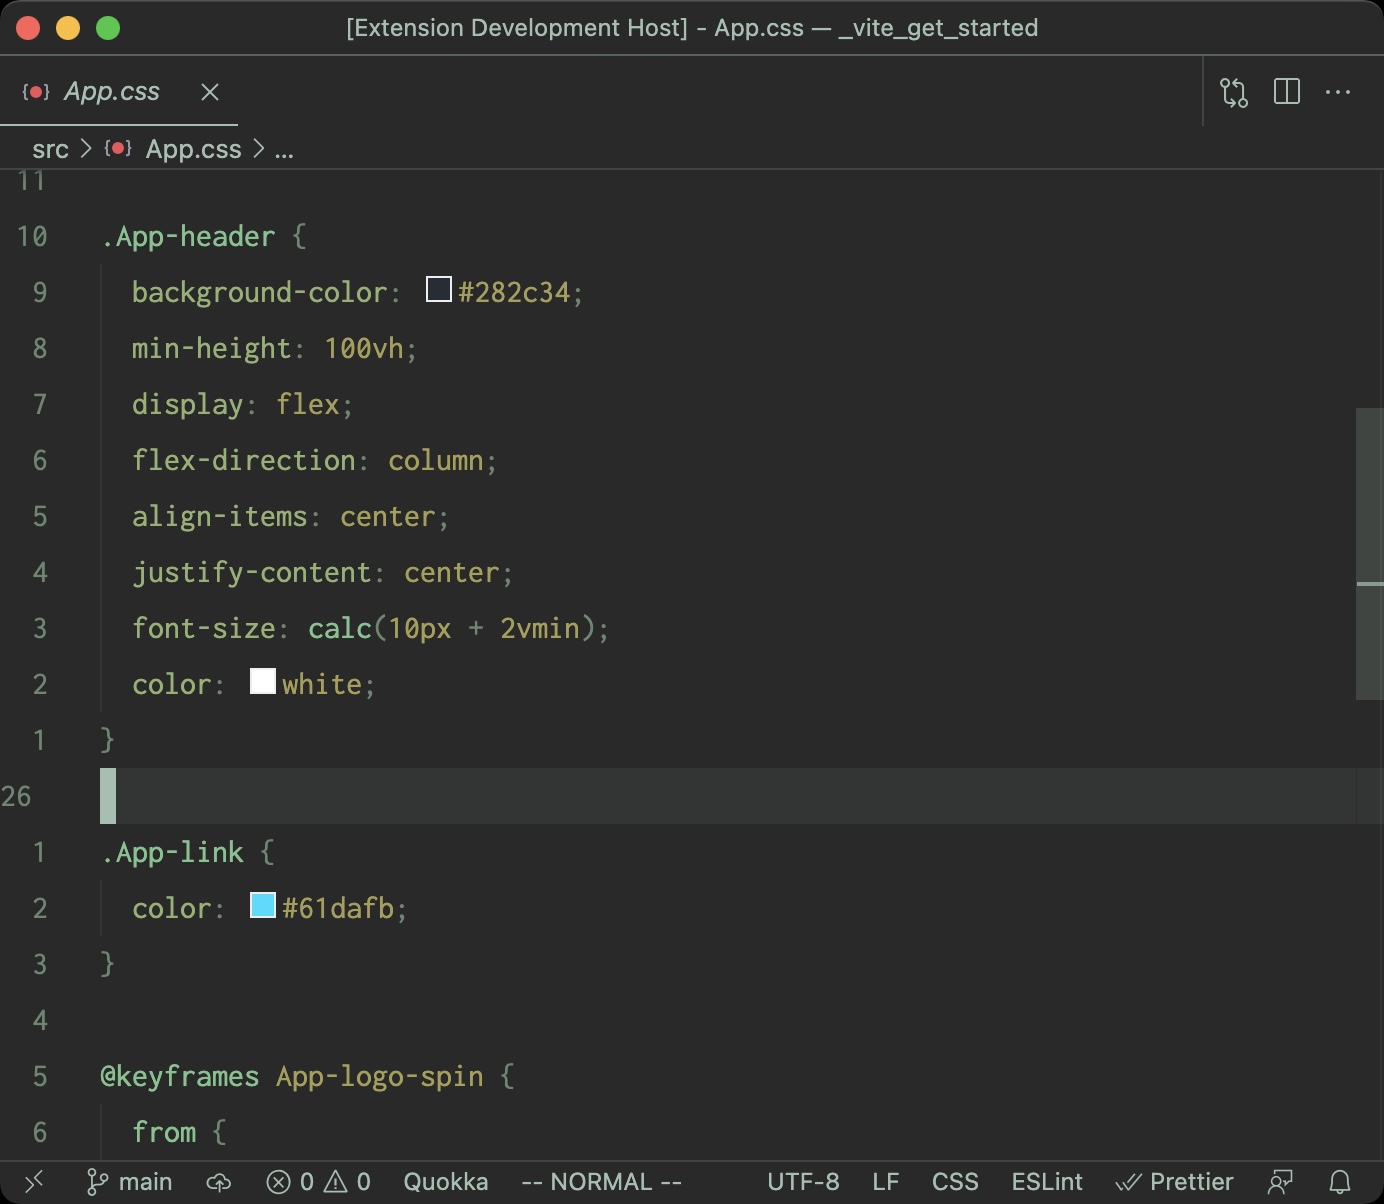 [Extension Development Host] - App.css — _vite_get_started
App.css
src > App.css > ...
11
10 .App-header {
9 background-color: #282c34;
8 min-height: 100vh;
7 display: flex;
6 flex-direction: column;
5 align-items: center;
4 justify-content: center;
3 font-size: calc(10px + 2vmin);
2 color: white;
1 }
26
1 .App-link {
2 color: #61dafb;
3 }
4
5 @keyframes App-logo-spin {
6 from {
main 0 0 Quokka -- NORMAL -- UTF-8 LF CSS ESLint Prettier